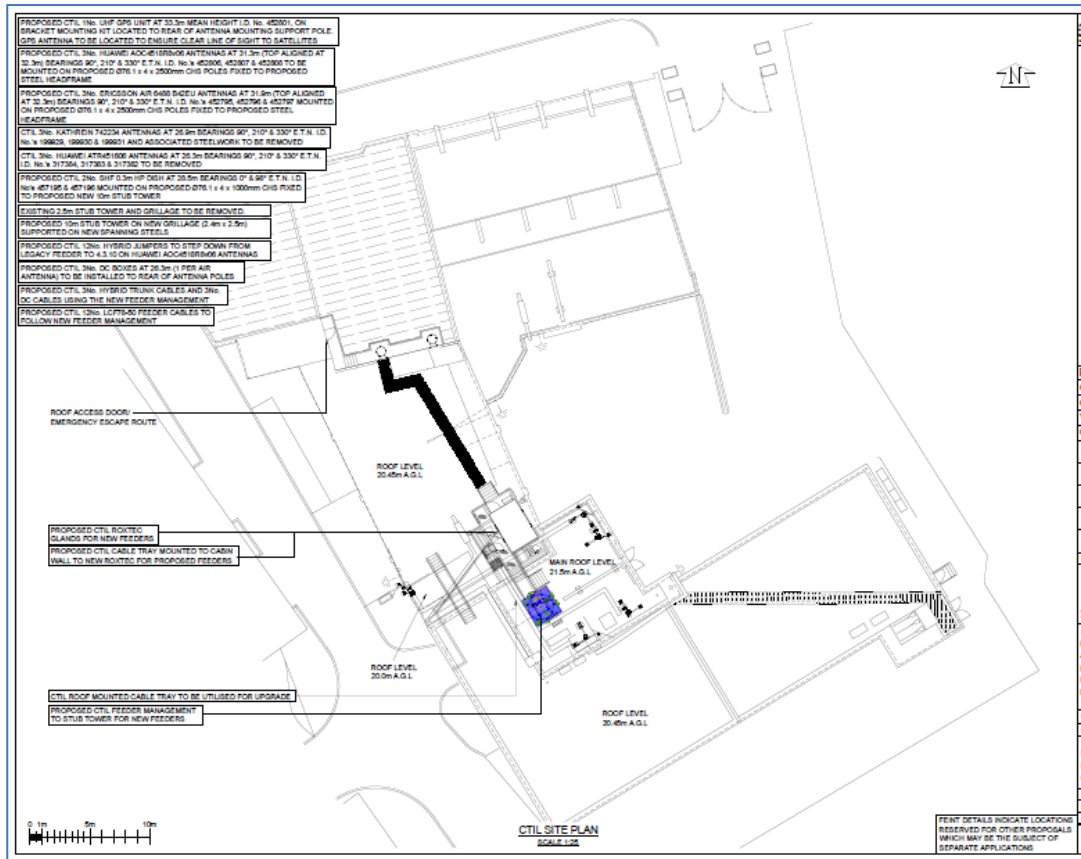 PROPOSED CTIL 1No. UHF GPS UNIT AT 33.3m MEAN HEIGHT I.D. No. 452801, ON
BRACKET MOUNTING KIT LOCATED TO REAR OF ANTENNA MOUNTING SUPPORT POLE.
GPS ANTENNA TO BE LOCATED TO ENSURE CLEAR LINE OF SIGHT TO SATELLITES
PROPOSED CTIL 3No. HUAWEI AOC4518R8v06 ANTENNAS AT 31.3m (TOP ALIGNED AT
32.3m) BEARINGS 90°, 210° & 330° E.T.N. I.D. No.'s 452806, 452807 & 452808 TO BE
MOUNTED ON PROPOSED Ø76.1 x 4 x 2500mm CHS POLES FIXED TO PROPOSED
STEEL HEADFRAME
PROPOSED CTIL 3No. ERICSSON AIR 6488 B42EU ANTENNAS AT 31.9m (TOP ALIGNED
AT 32.3m) BEARINGS 90°, 210° & 330° E.T.N. I.D. No.'s 452795, 452796 & 452797 MOUNTED
ON PROPOSED Ø76.1 x 4 x 2500mm CHS POLES FIXED TO PROPOSED STEEL
HEADFRAME
CTIL 3No. KATHREIN 742234 ANTENNAS AT 26.9m BEARINGS 90°, 210° & 330° E.T.N. I.D.
No.'s 199929, 199930 & 199931 AND ASSOCIATED STEELWORK TO BE REMOVED
CTIL 3No. HUAWEI ATR451606 ANTENNAS AT 26.3m BEARINGS 90°, 210° & 330° E.T.N.
I.D. No.'s 317384, 317383 & 317382 TO BE REMOVED
PROPOSED CTIL 2No. SHF 0.3m HP DISH AT 28.5m BEARINGS 0° & 98° E.T.N. I.D.
No's 457195 & 457196 MOUNTED ON PROPOSED Ø76.1 x 4 x 1000mm CHS FIXED
TO PROPOSED NEW 10m STUB TOWER
EXISTING 2.5m STUB TOWER AND GRILLAGE TO BE REMOVED.
PROPOSED 10m STUB TOWER ON NEW GRILLAGE (2.4m x 2.5m)
SUPPORTED ON NEW SPANNING STEELS
PROPOSED CTIL 12No. HYBRID JUMPERS TO STEP DOWN FROM
LEGACY FEEDER TO 4.3.10 ON HUAWEI AOC4518R8v06 ANTENNAS
PROPOSED CTIL 3No. DC BOXES AT 26.3m (1 PER AIR
ANTENNA) TO BE INSTALLED TO REAR OF ANTENNA POLES
PROPOSED CTIL 3No. HYBRID TRUNK CABLES AND 3No.
DC CABLES USING THE NEW FEEDER MANAGEMENT
PROPOSED CTIL 12No. LCF78-50 FEEDER CABLES TO
FOLLOW NEW FEEDER MANAGEMENT
N
ROOF ACCESS DOOR/
EMERGENCY ESCAPE ROUTE
ROOF LEVEL
20.45m A.G.L
PROPOSED CTIL ROXTEC
GLANDS FOR NEW FEEDERS
PROPOSED CTIL CABLE TRAY MOUNTED TO CABIN
WALL TO NEW ROXTEC FOR PROPOSED FEEDERS
MAIN ROOF LEVEL
21.5m A.G.L
ROOF LEVEL
20.0m A.G.L
CTIL ROOF MOUNTED CABLE TRAY TO BE UTILISED FOR UPGRADE
PROPOSED CTIL FEEDER MANAGEMENT
TO STUB TOWER FOR NEW FEEDERS
ROOF LEVEL
20.45m A.G.L
0 1m 5m 10m
CTIL SITE PLAN
SCALE 1:25
FEINT DETAILS INDICATE LOCATIONS
RESERVED FOR OTHER PROPOSALS
WHICH MAY BE THE SUBJECT OF
SEPARATE APPLICATIONS